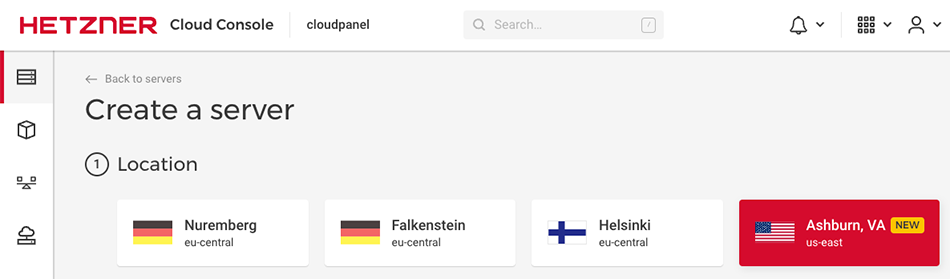 HETZNER Cloud Console cloudpanel Search... /
Back to servers
Create a server
1 Location
Nuremberg
eu-central
Falkenstein
eu-central
Helsinki
eu-central
Ashburn, VA NEW
us-east